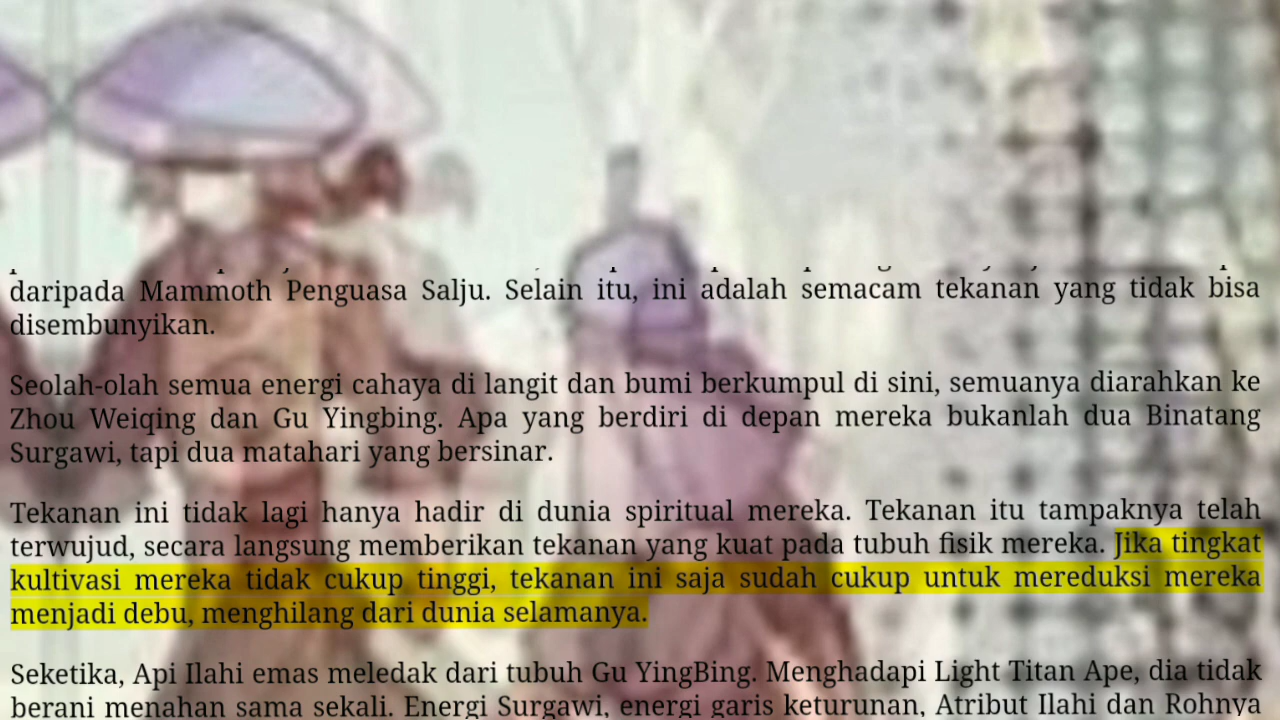 daripada Mammoth Penguasa Salju. Selain itu, ini adalah semacam tekanan yang tidak bisa
disembunyikan.
Seolah-olah semua energi cahaya di langit dan bumi berkumpul di sini, semuanya diarahkan ke
Zhou Weiqing dan Gu Yingbing. Apa yang berdiri di depan mereka bukanlah dua Binatang
Surgawi, tapi dua matahari yang bersinar.
Tekanan ini tidak lagi hanya hadir di dunia spiritual mereka. Tekanan itu tampaknya telah
terwujud, secara langsung memberikan tekanan yang kuat pada tubuh fisik mereka. Jika tingkat
kultivasi mereka tidak cukup tinggi, tekanan ini saja sudah cukup untuk mereduksi mereka
menjadi debu, menghilang dari dunia selamanya.
Seketika, Api Ilahi emas meledak dari tubuh Gu YingBing. Menghadapi Light Titan Ape, dia tidak
berani menahan sama sekali. Energi Surgawi, energi garis keturunan, Atribut Ilahi dan Rohnya